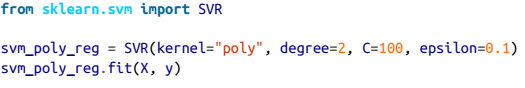 from sklearn.svm import SVR
svm_poly_reg = SVR(kernel="poly", degree=2, C=100, epsilon=0.1)
svm_poly_reg.fit(X, y)